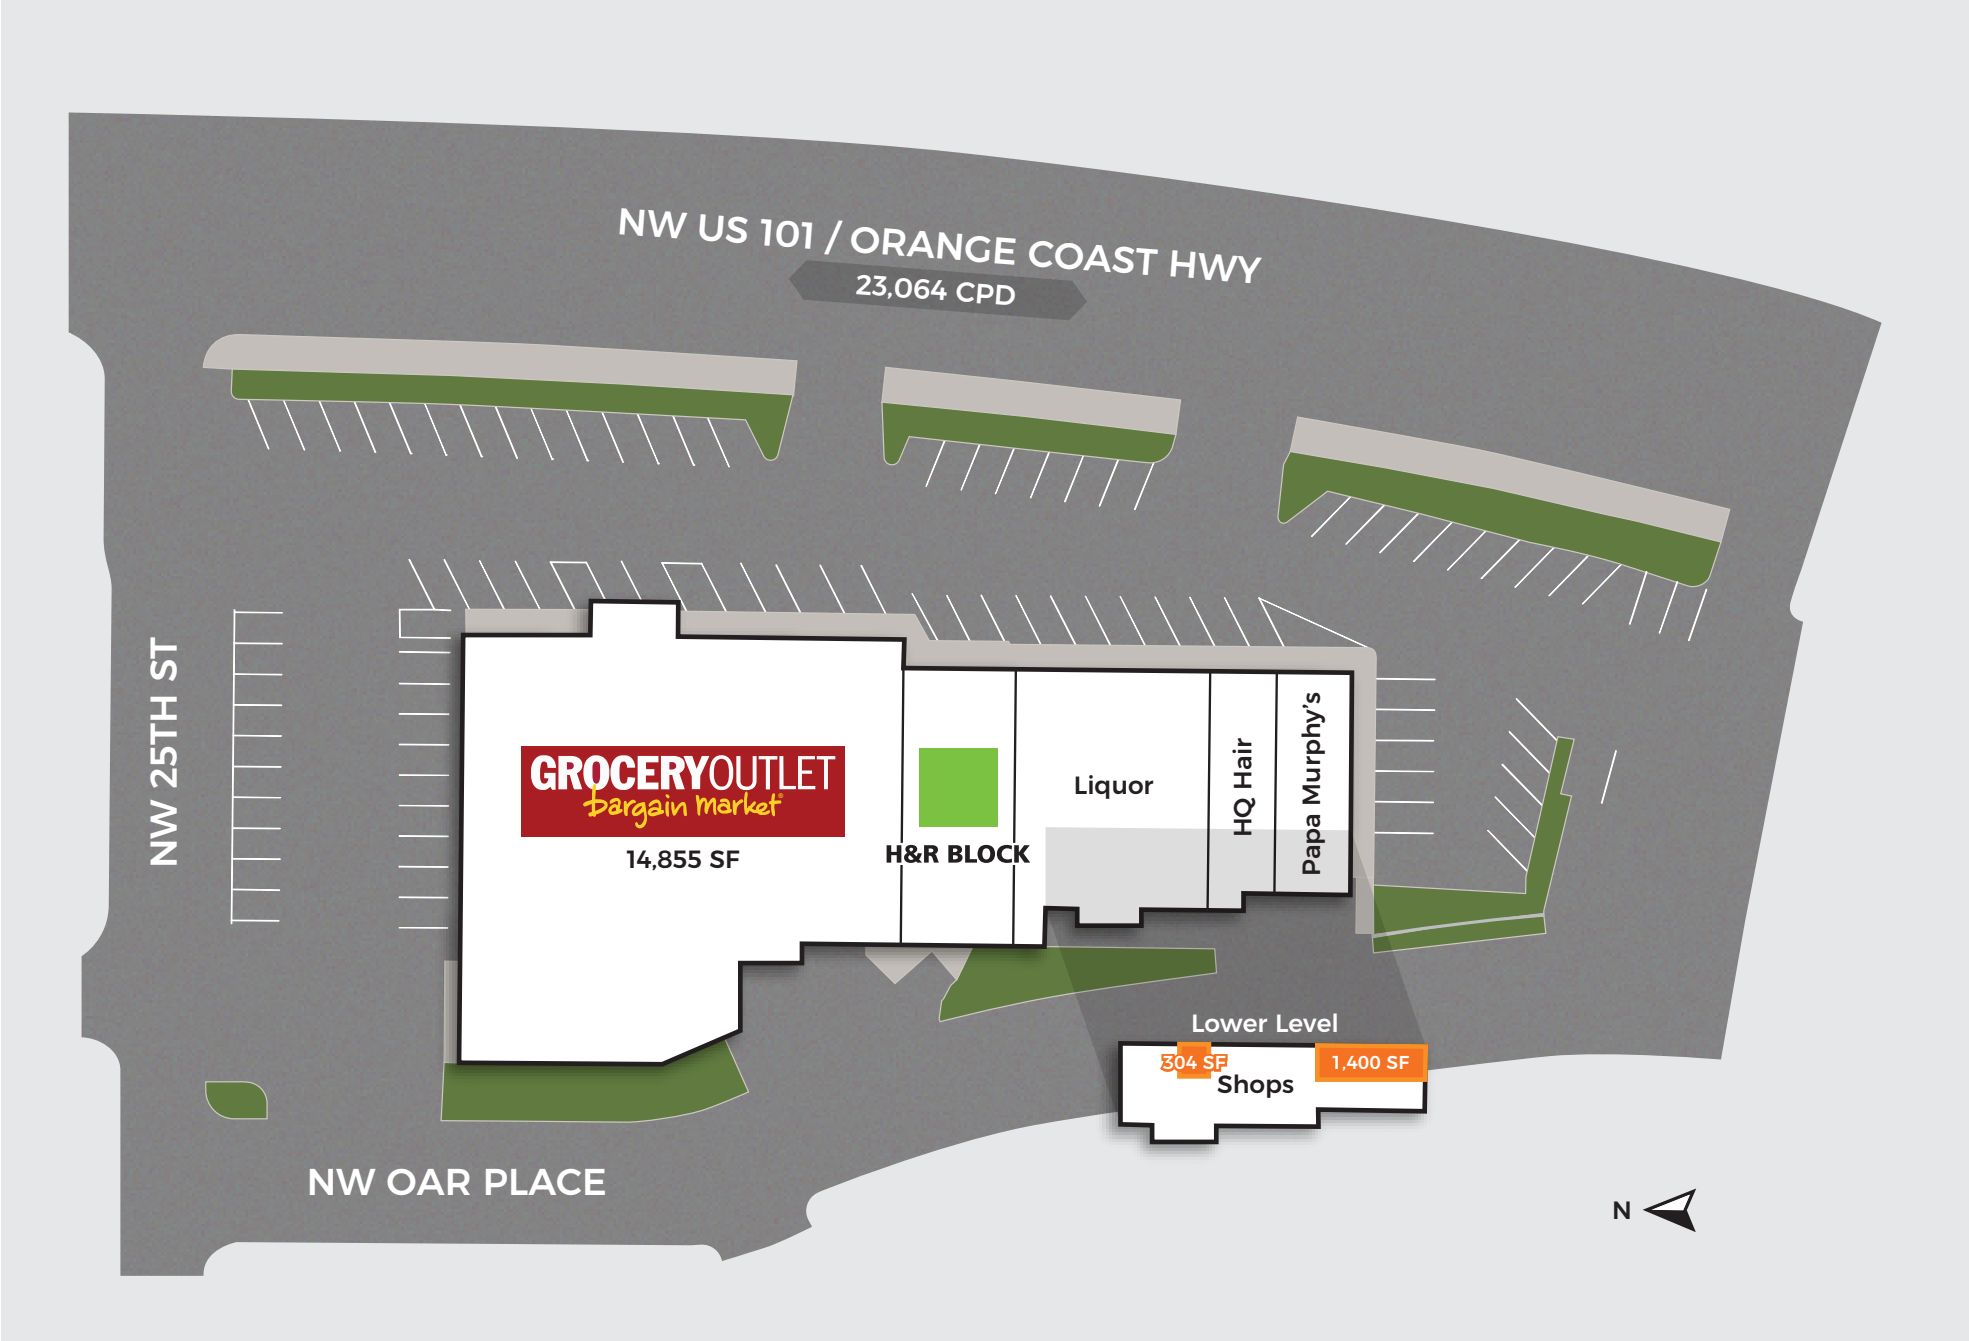 NW US 101 / ORANGE COAST HWY
23,064 CPD
NW 25TH ST
GROCERYOUTLET
bargain market®
14,855 SF
H&R BLOCK
Liquor
HQ Hair
Papa Murphy's
Lower Level
304 SF
1,400 SF
Shops
NW OAR PLACE
N